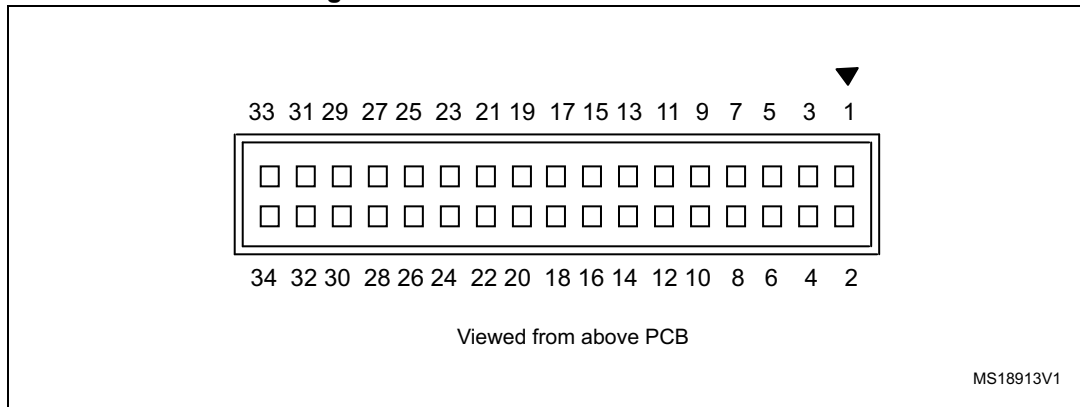 33 31 29 27 25 23 21 19 17 15 13 11 9 7 5 3 1
34 32 30 28 26 24 22 20 18 16 14 12 10 8 6 4 2
Viewed from above PCB
MS18913V1